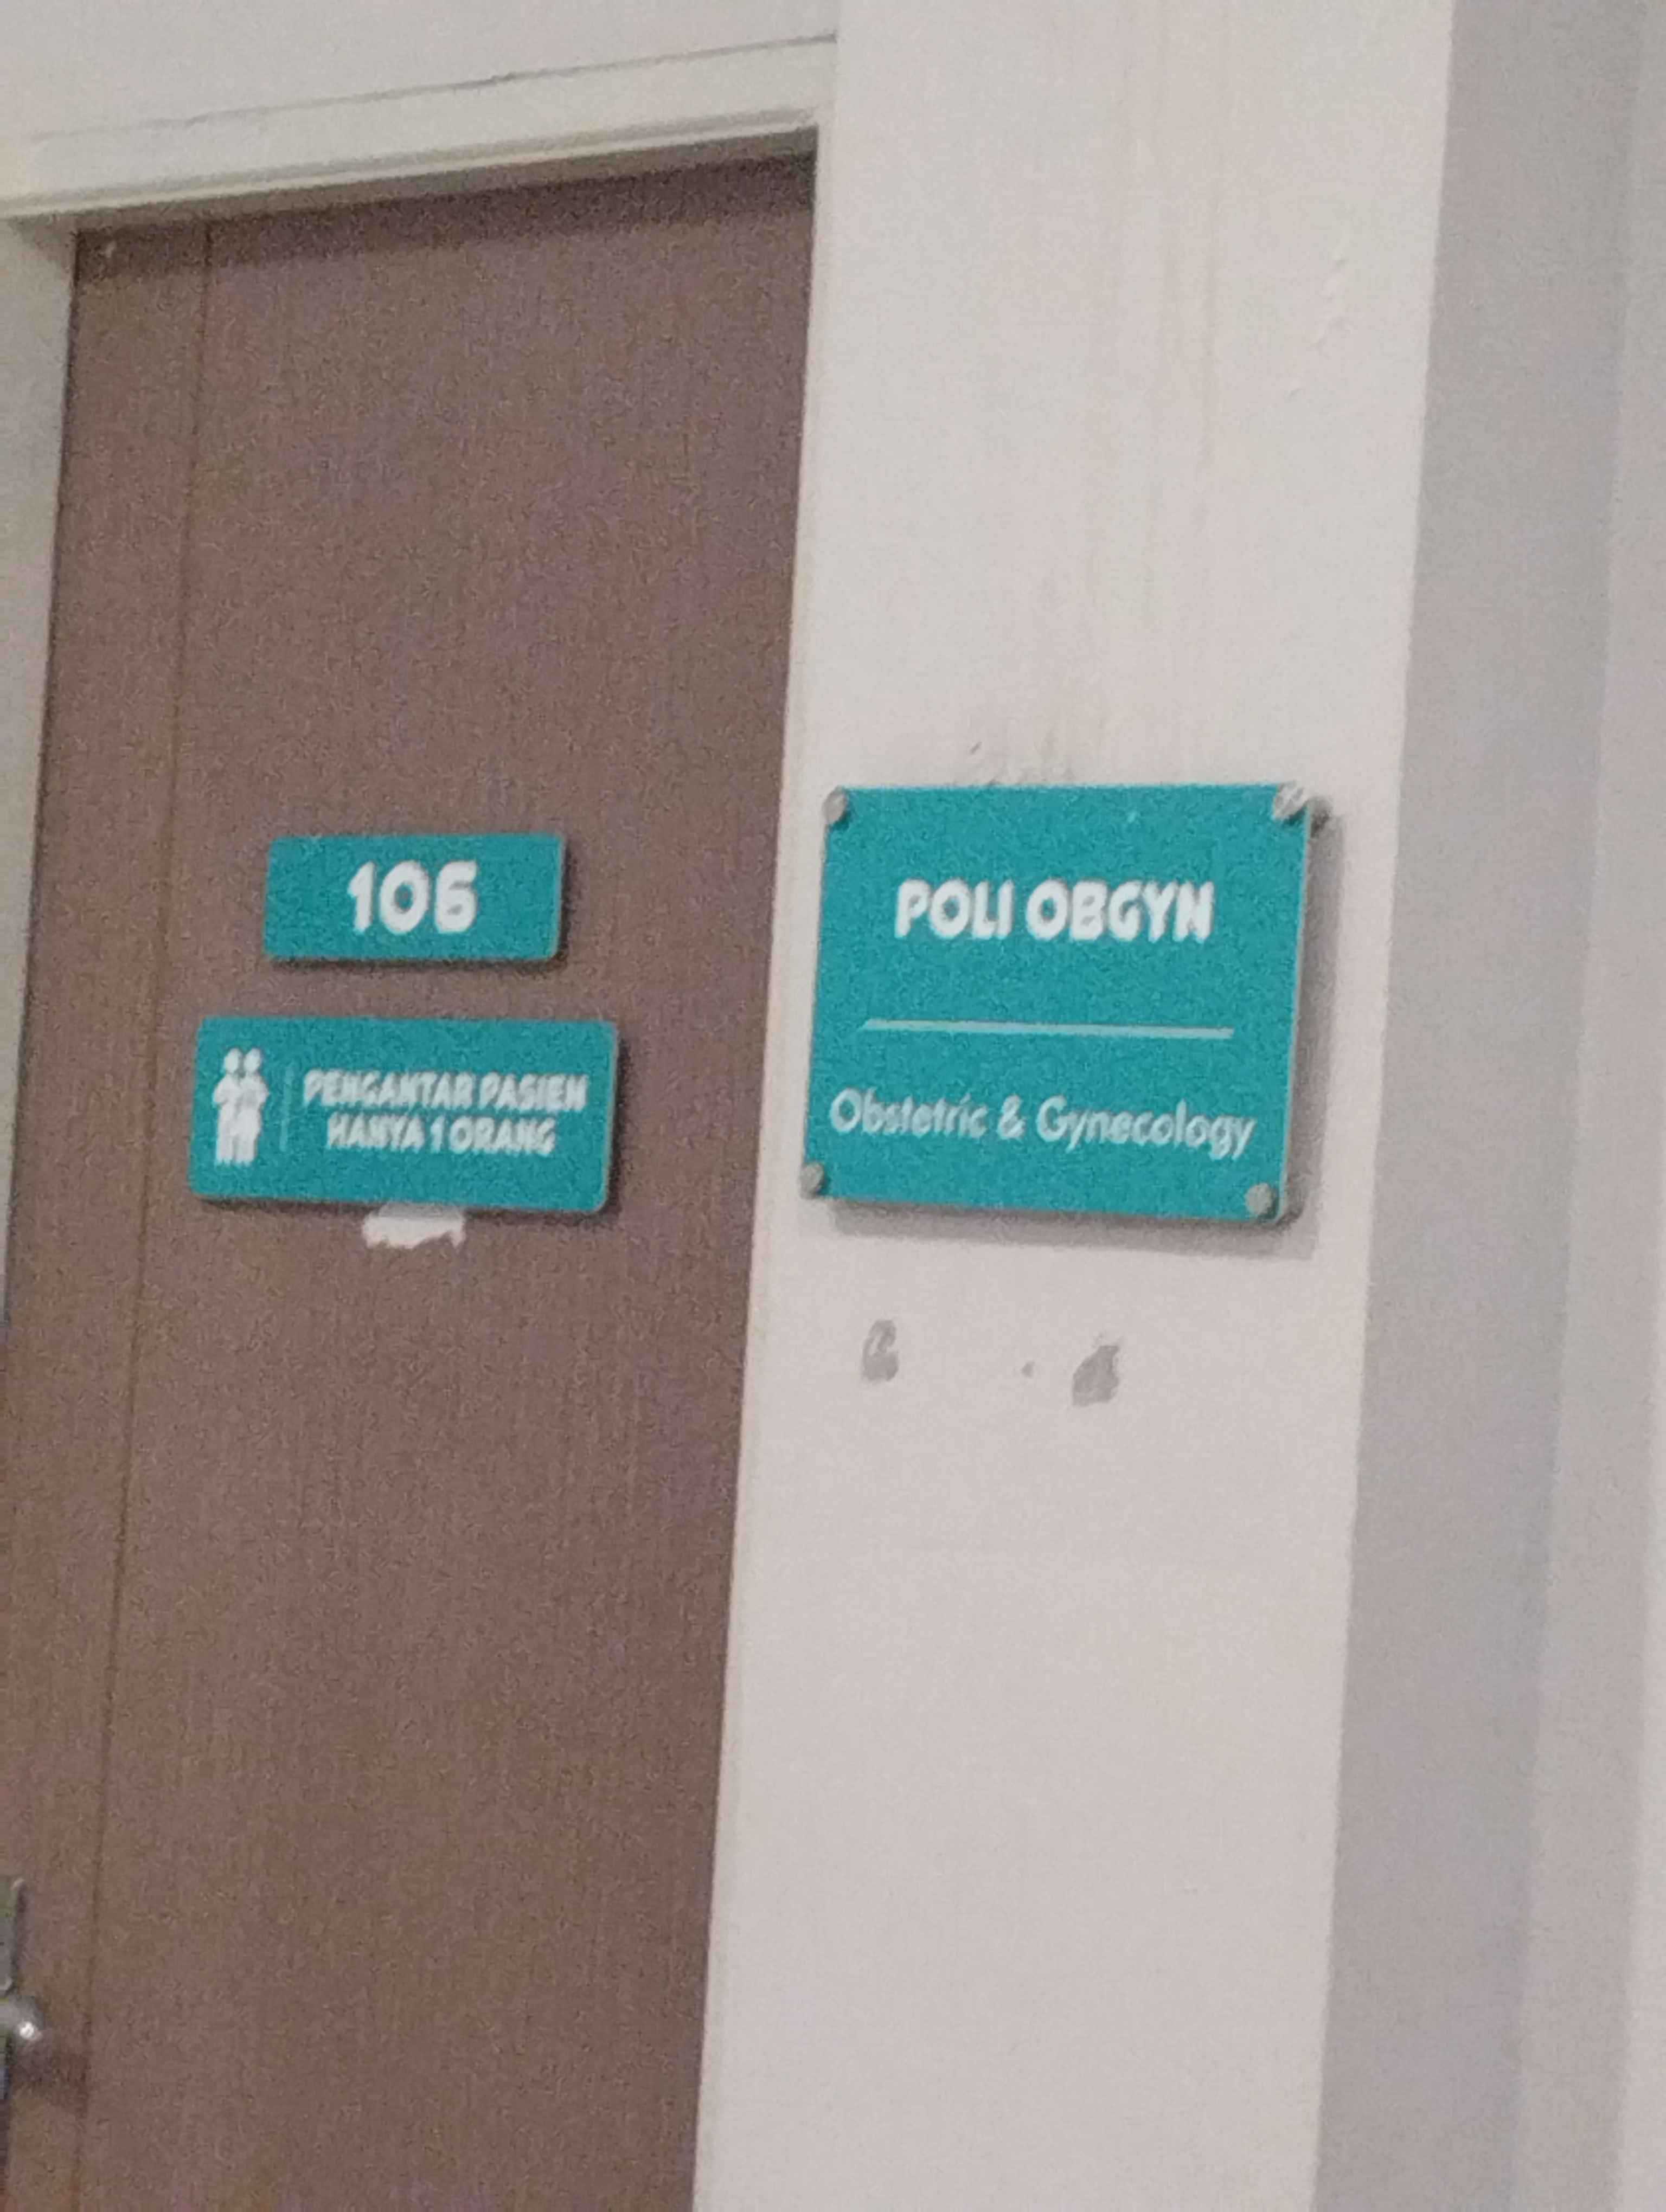 106
PENGANTAR PASIEN
HANYA 1 ORANG
POLI OBGYN
Obstetric & Gynecology